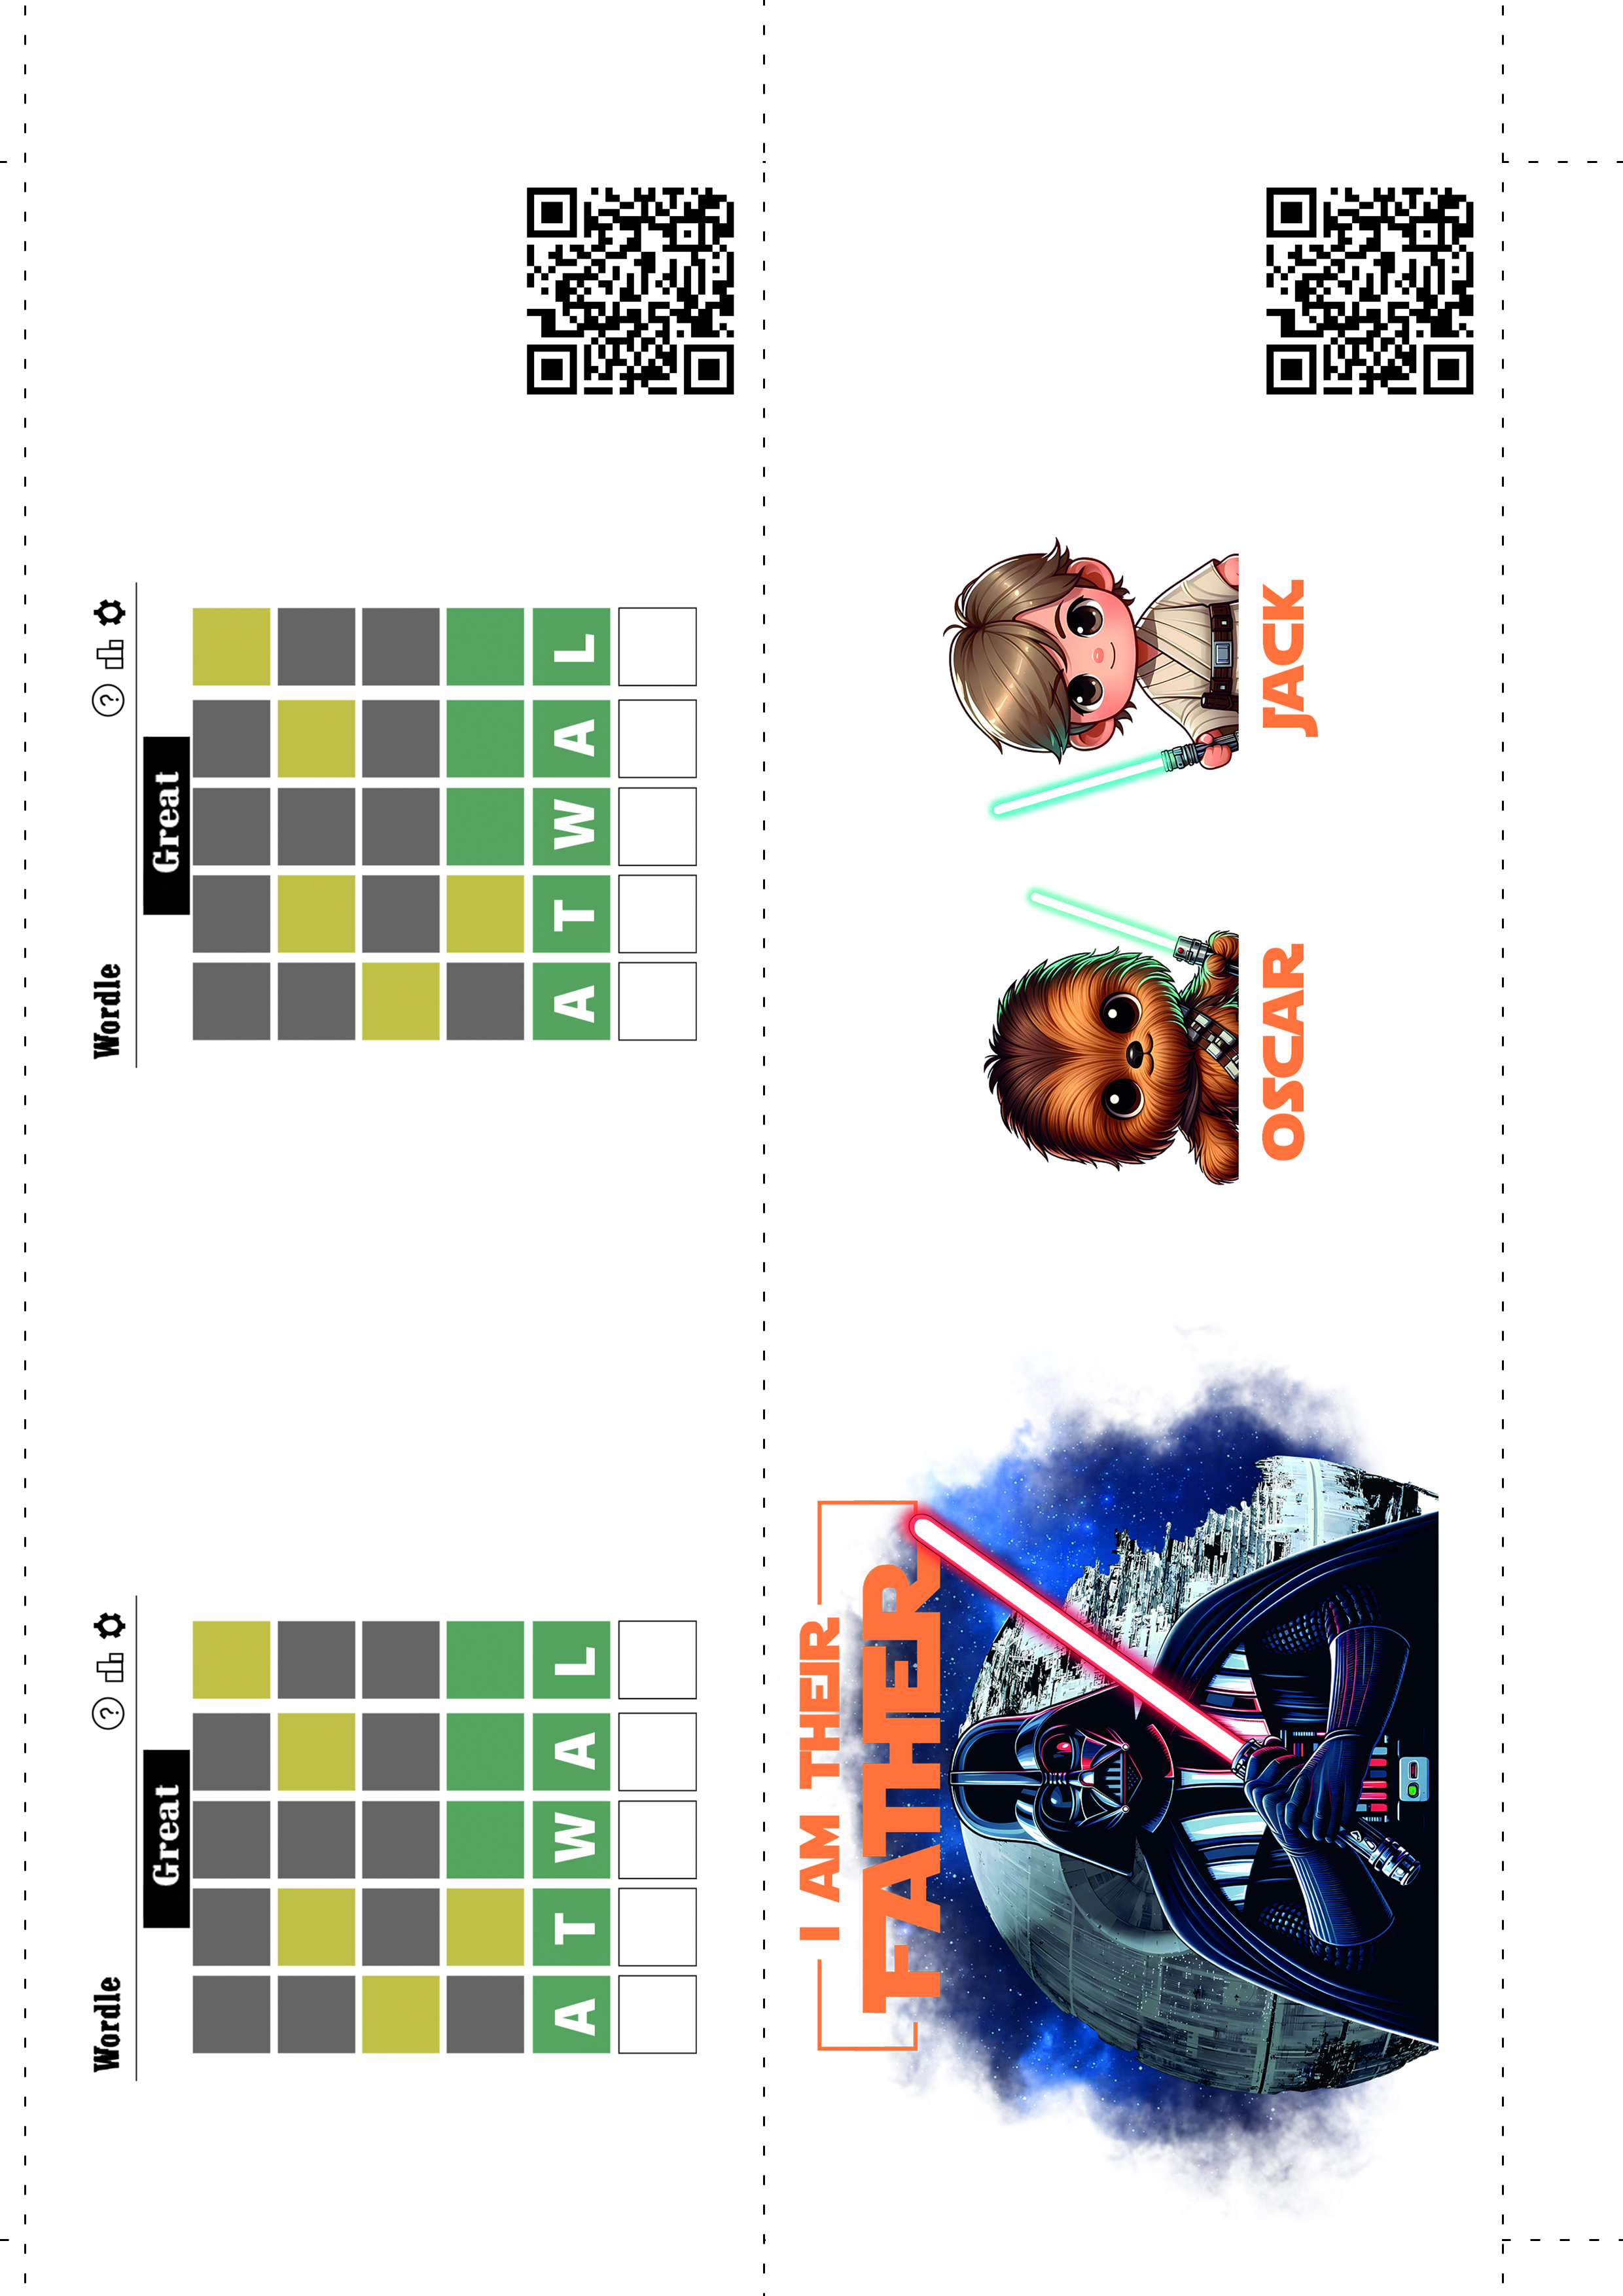 Wordle
?
Great
A T W A L
Wordle
?
Great
A T W A L
I AM THEIR
FATHER
OSCAR
JACK